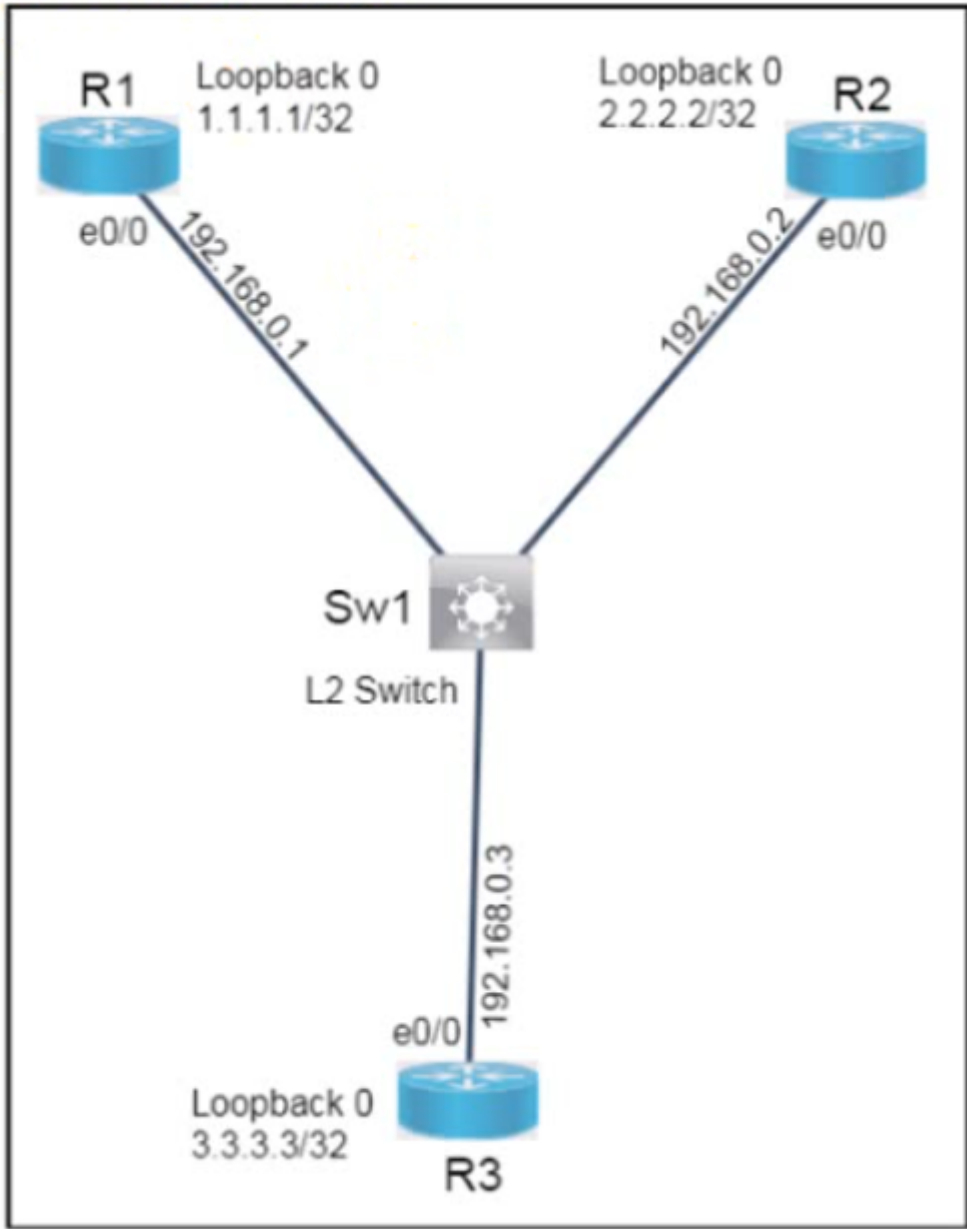 R1
Loopback 0
1.1.1.1/32
e0/0
192.168.0.1
Loopback 0
2.2.2.2/32
R2
192.168.0.2
e0/0
Sw1
L2 Switch
192.168.0.3
e0/0
Loopback 0
3.3.3.3/32
R3